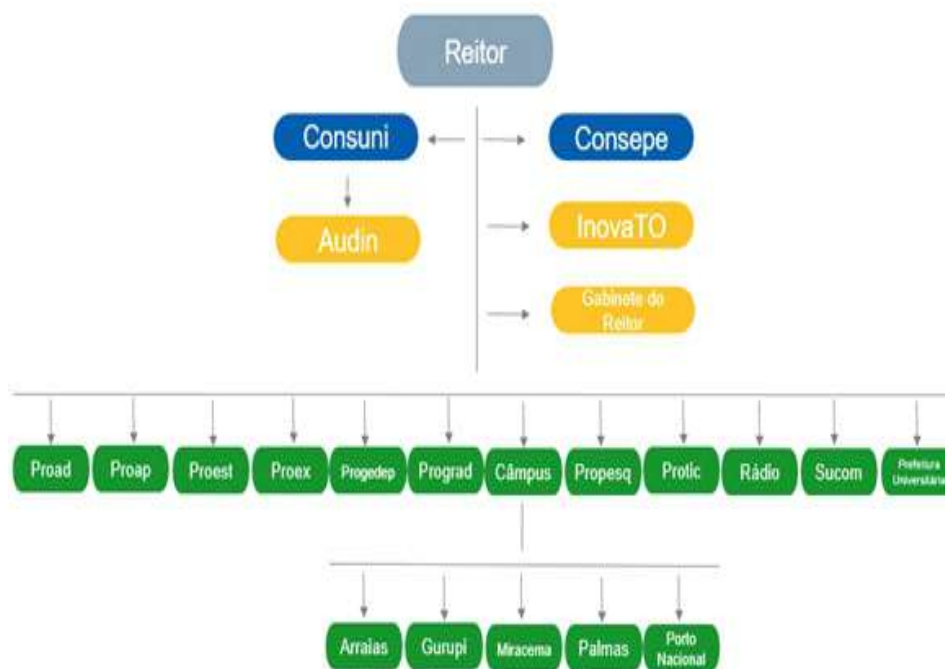 Reitor
Consuni
Consepe
Audin
InovaTO
Gabinete do
Reitor
Proad
Proap
Proest
Proex
Progedep
Prograd
Câmpus
Propesq
Protic
Rádio
Sucom
Prefeitura
Universitária
Arraias
Gurupi
Miracema
Palmas
Porto
Nacional